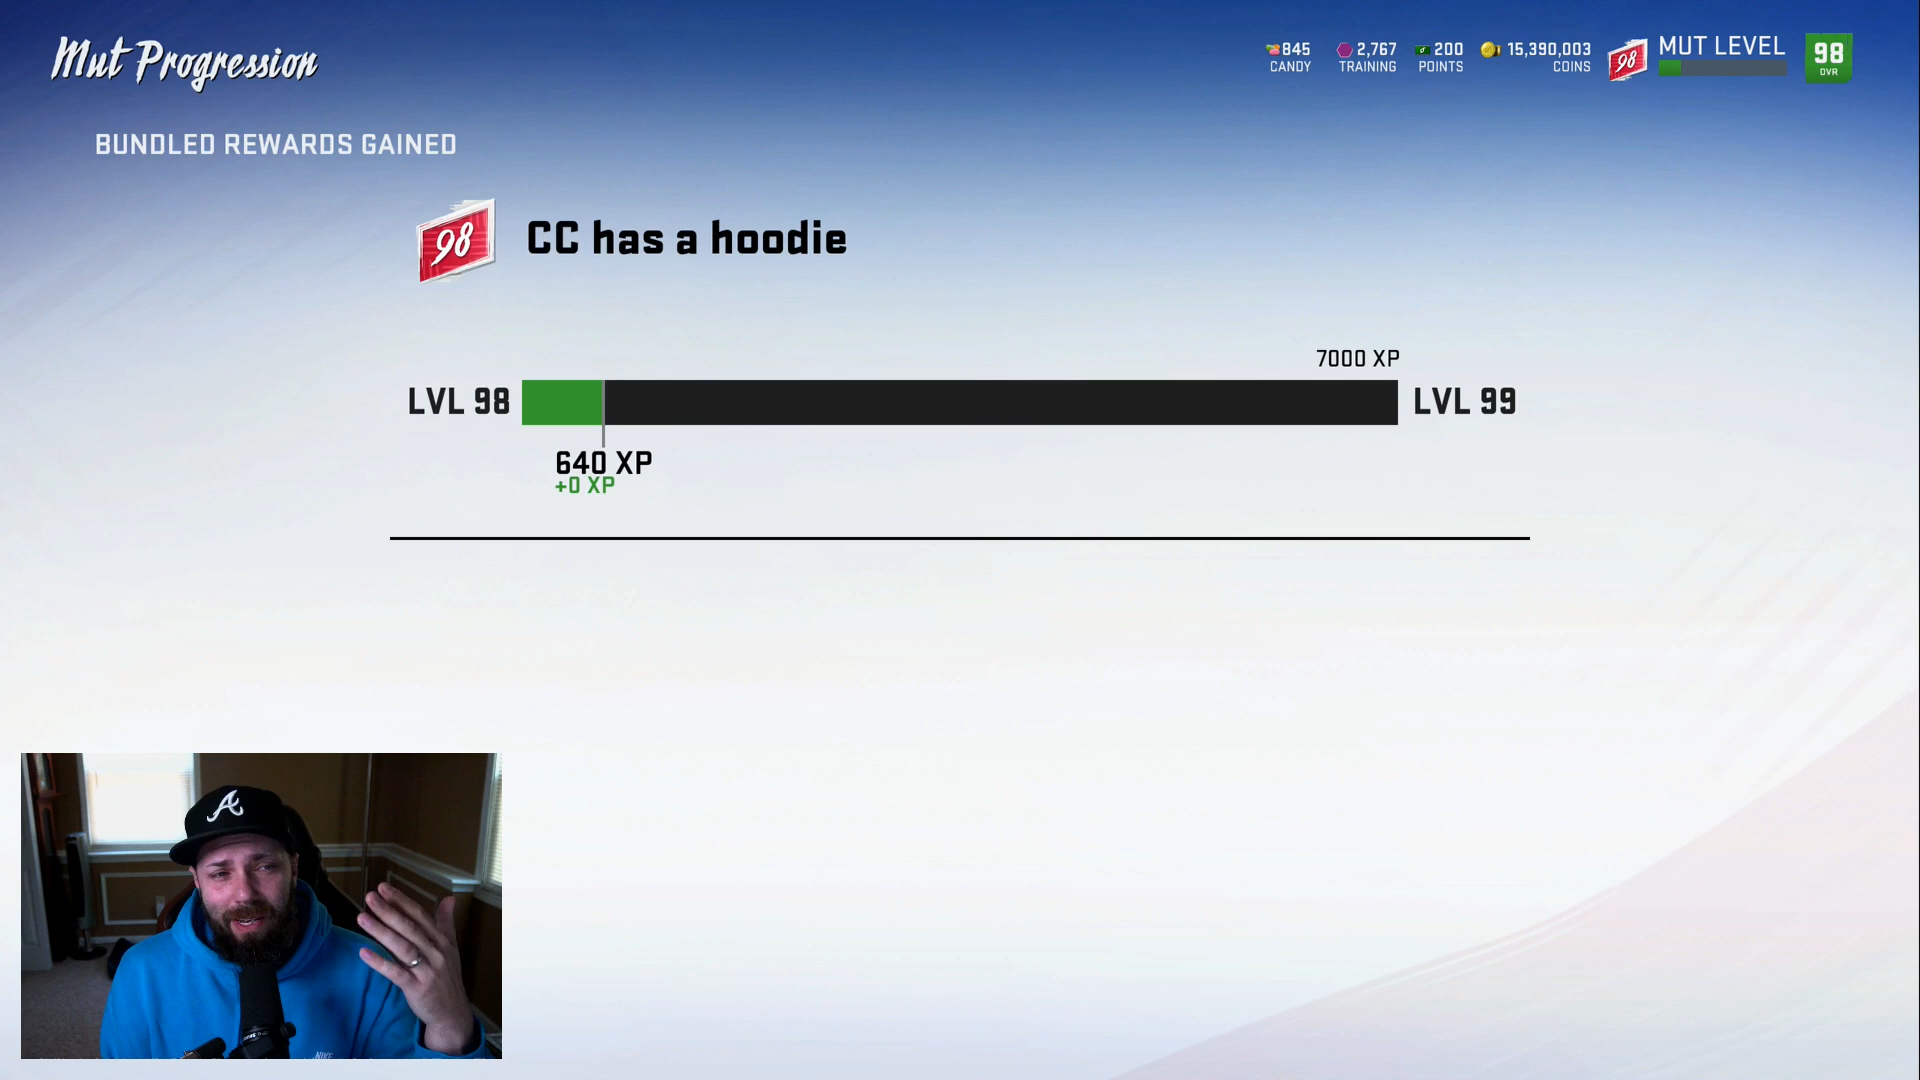 Mut Progression
845
CANDY
2,767
TRAINING
200
POINTS
15,390,003
COINS
98
MUT LEVEL
98
OVR
BUNDLED REWARDS GAINED
98
CC has a hoodie
7000 XP
LVL 98
LVL 99
640 XP
+0 XP
A
NIKE